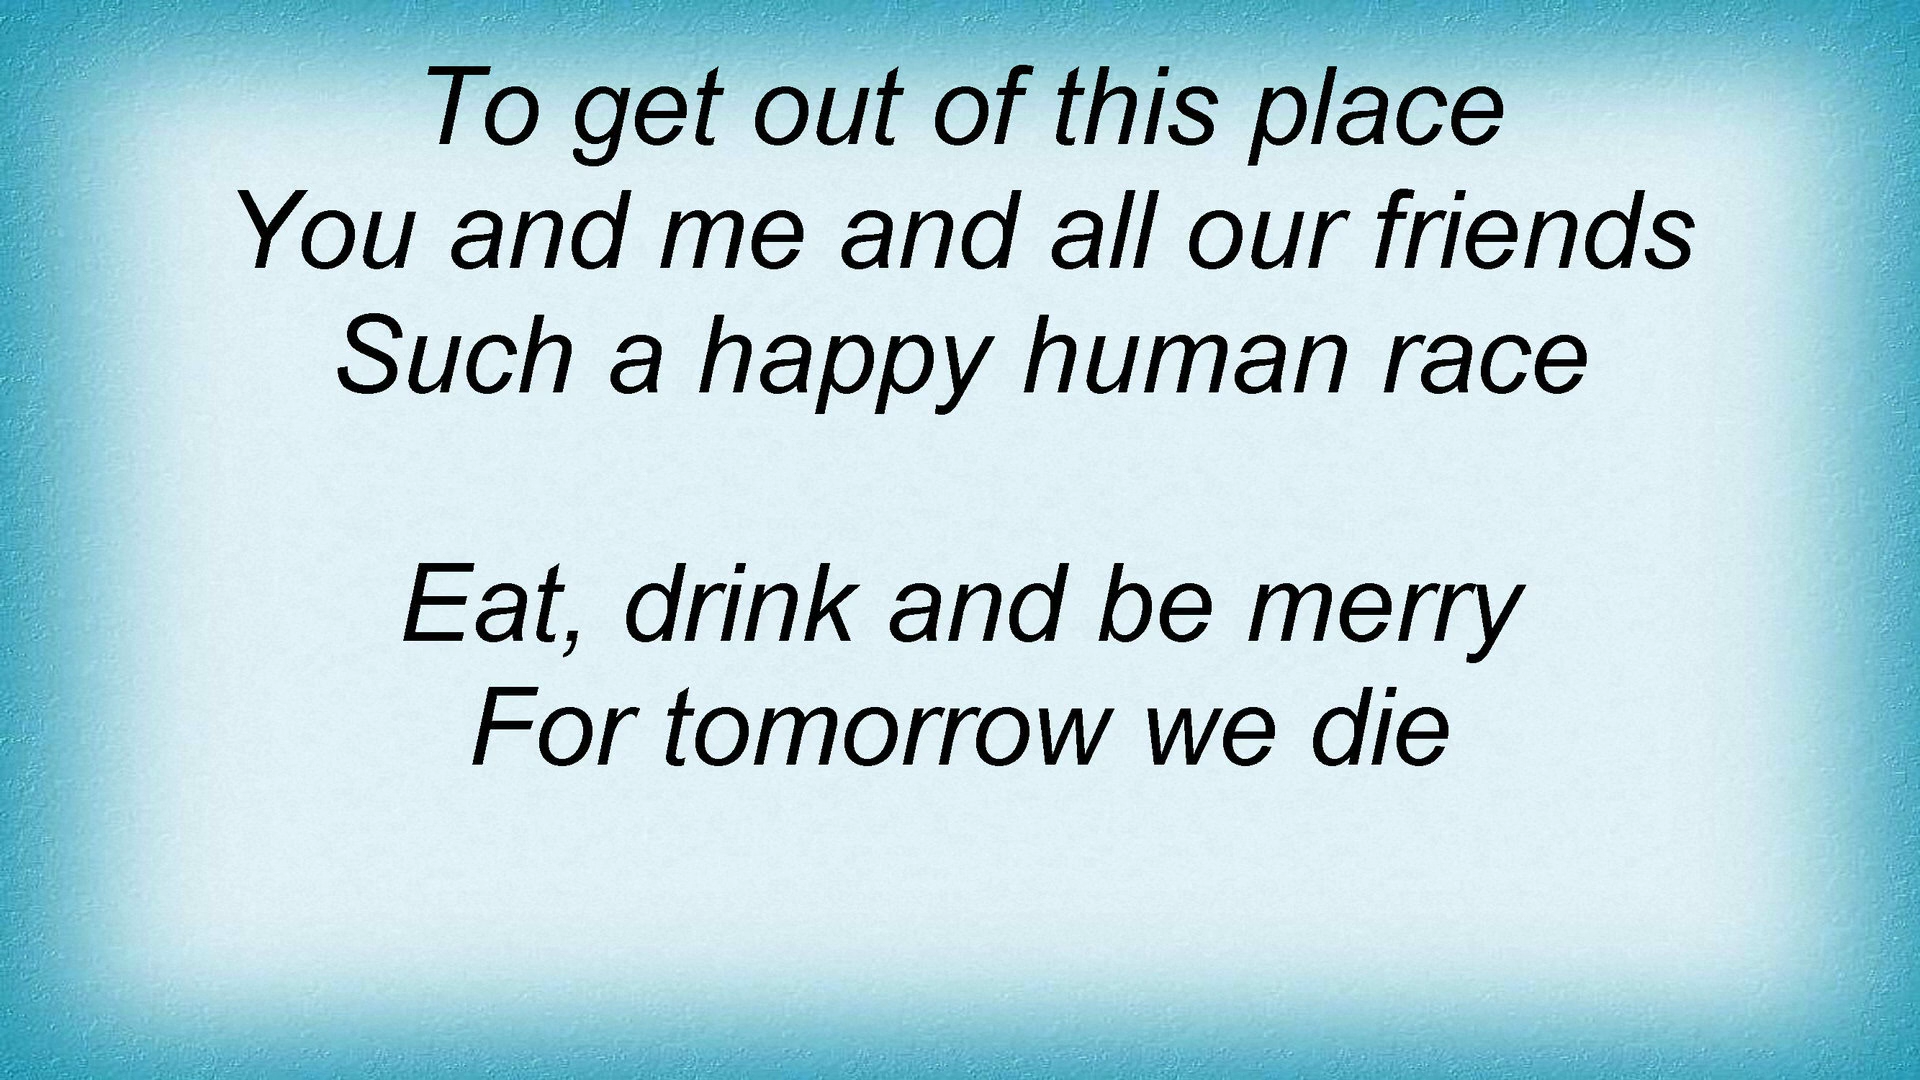 To get out of this place
You and me and all our friends
Such a happy human race
Eat, drink and be merry
For tomorrow we die